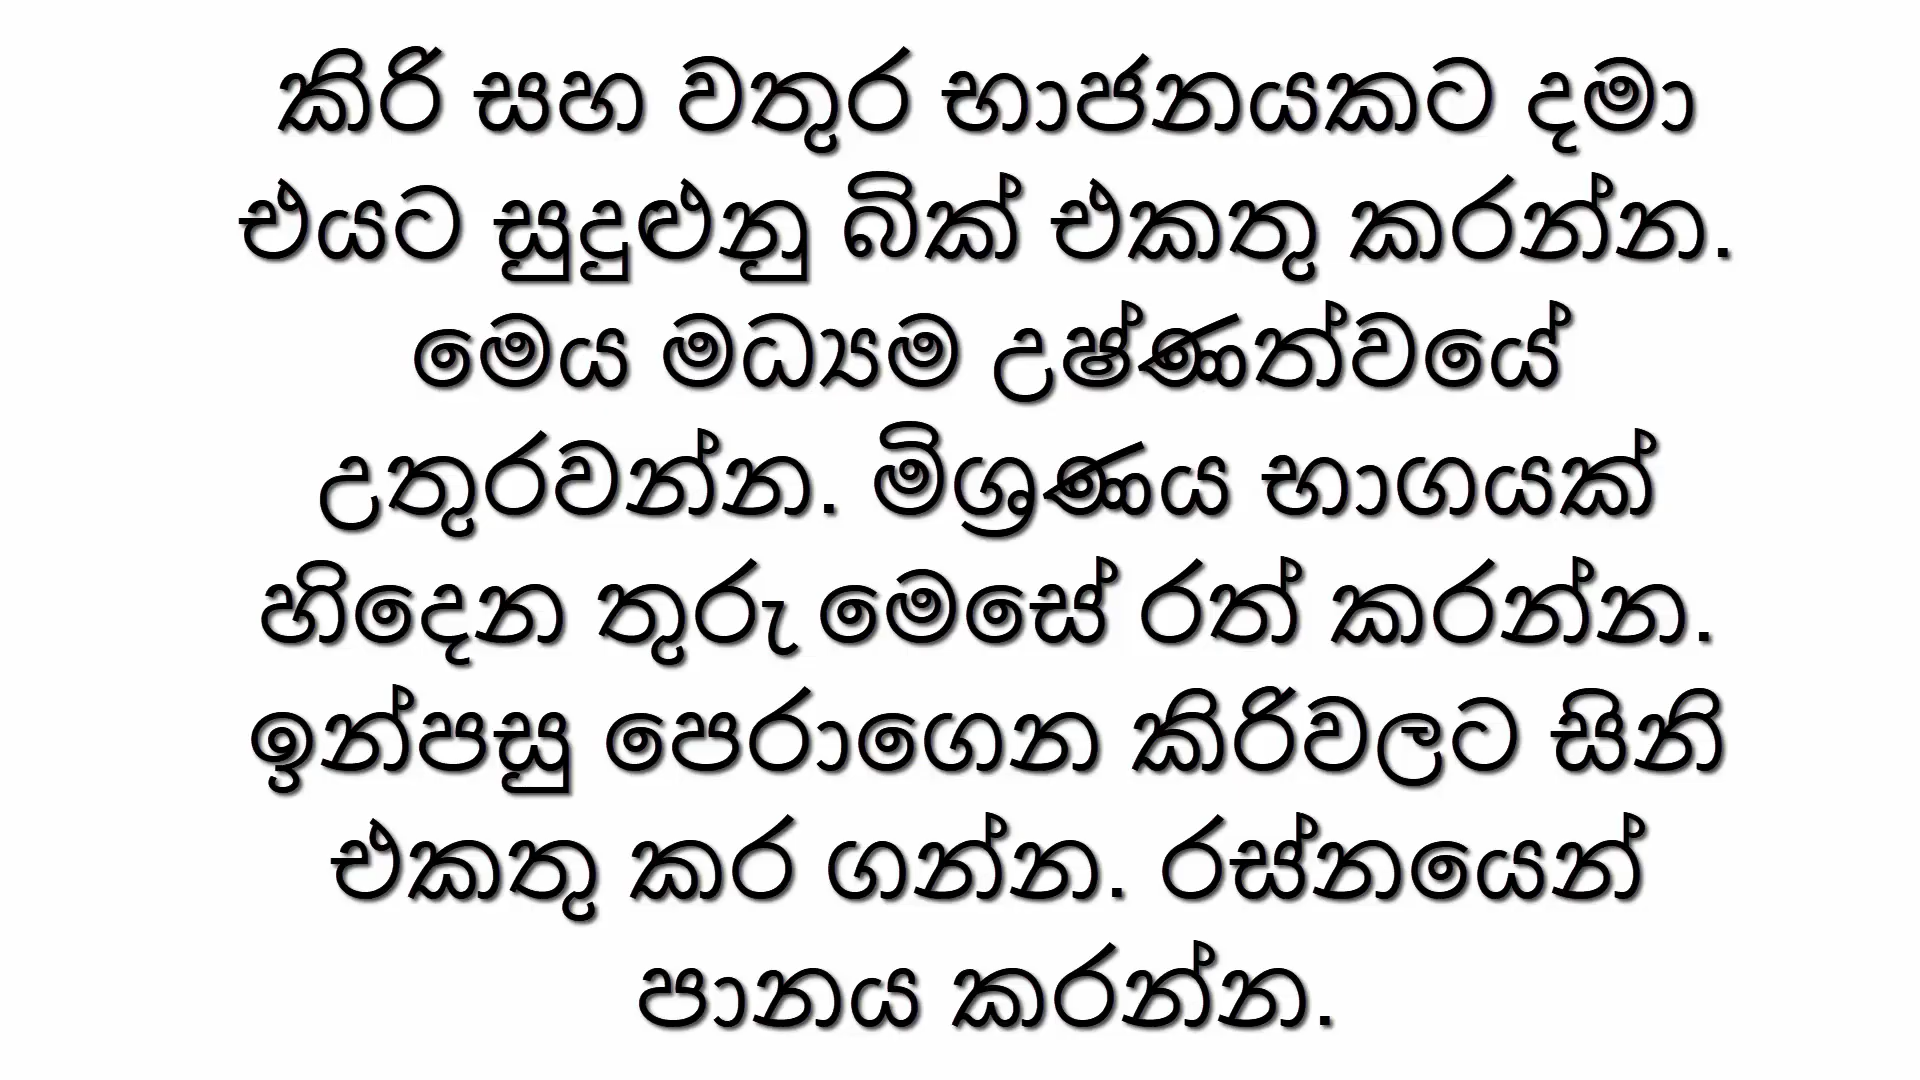 කිරි සහ වතුර භාජනයකට දමා
එයට සුදුළුනු බික් එකතු කරන්න.
මෙය මධ්‍යම උෂ්ණත්වයේ
උතුරවන්න. මිශ්‍රණය භාගයක්
හිදෙන තුරු මෙසේ රත් කරන්න.
ඉන්පසු පෙරාගෙන කිරිවලට සිනි
එකතු කර ගන්න. රස්නයෙන්
පානය කරන්න.